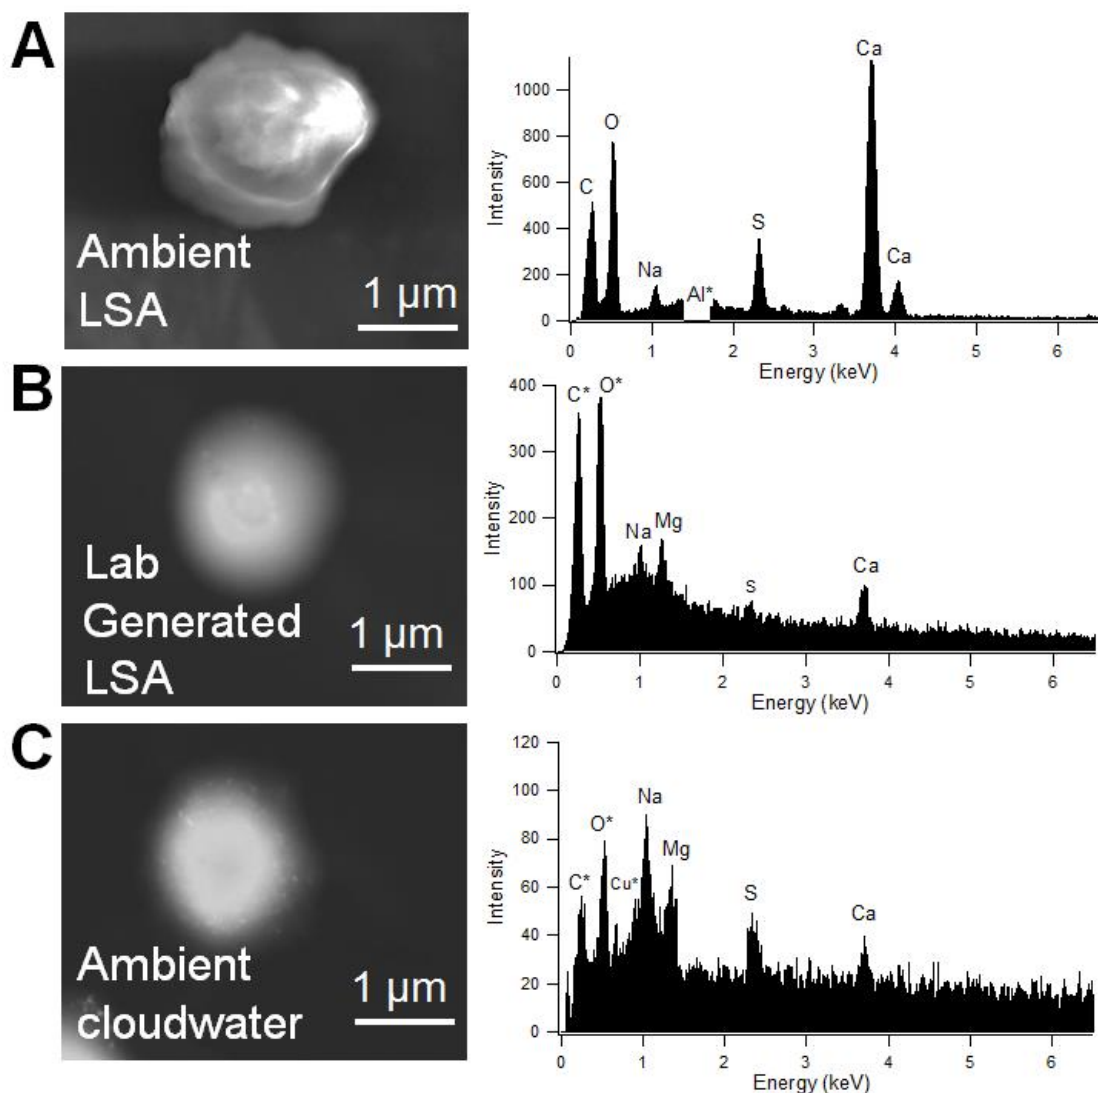 A
Ambient
LSA
1 µm
Intensity
1000
800
600
400
200
0
C
O
Na
Al*
S
Ca
Ca
0 1 2 3 4 5 6
Energy (keV)
B
Lab
Generated
LSA
1 µm
Intensity
400
300
200
100
0
C*
O*
Na
Mg
S
Ca
0 1 2 3 4 5 6
Energy (keV)
C
Ambient
cloudwater
1 µm
Intensity
120
100
80
60
40
20
0
C*
O*
Cu*
Na
Mg
S
Ca
0 1 2 3 4 5 6
Energy (keV)